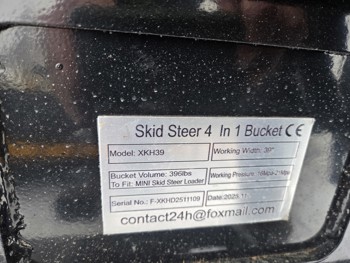 Skid Steer 4 In 1 Bucket CE
Model: XKH39
Working Width: 39"
Bucket Volume: 396lbs
To Fit: MINI Skid Steer Loader
Working Pressure:
Serial No.: F-XKHD2511109
Date: 2025.11
contact24h@foxmail.com